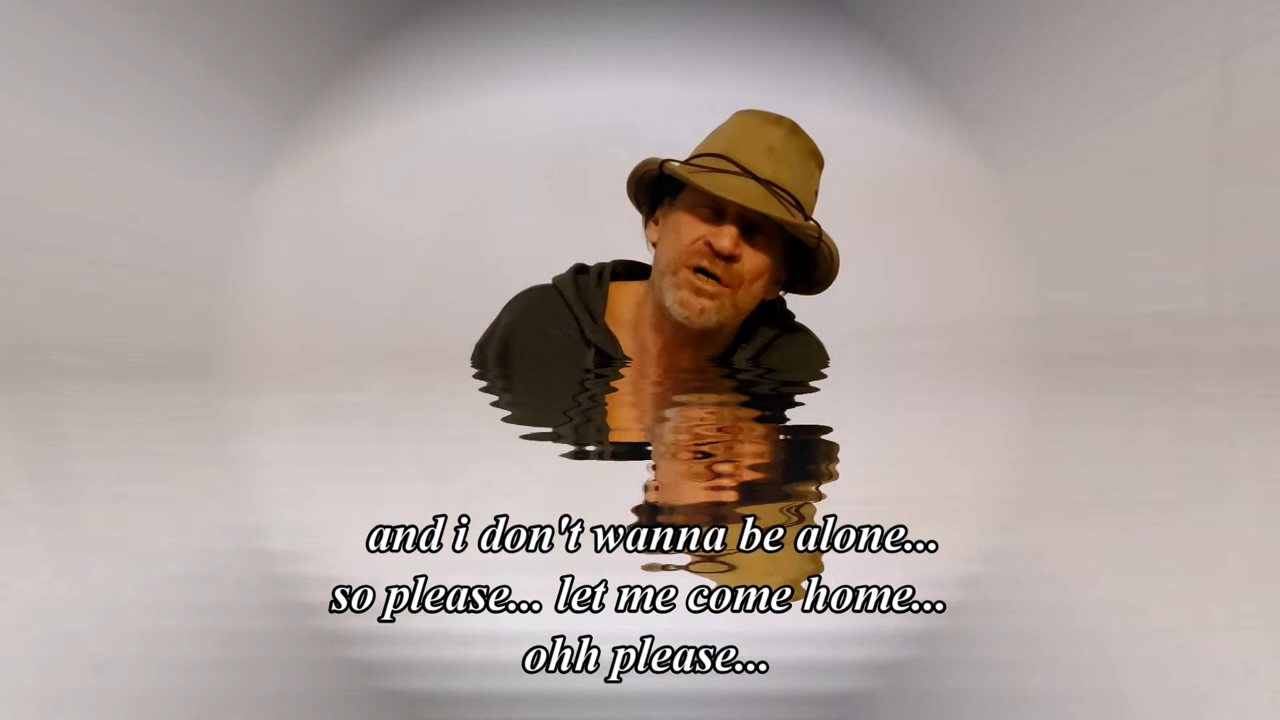 and i don't wanna be alone...
so please... let me come home...
ohh please...